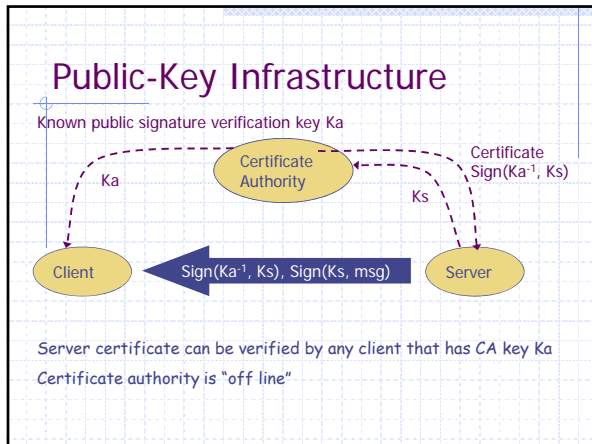 Public-Key Infrastructure
Known public signature verification key Ka
Certificate
Authority
Certificate
Sign(Ka⁻¹, Ks)
Ka
Ks
Client
Sign(Ka⁻¹, Ks), Sign(Ks, msg)
Server
Server certificate can be verified by any client that has CA key Ka
Certificate authority is “off line”